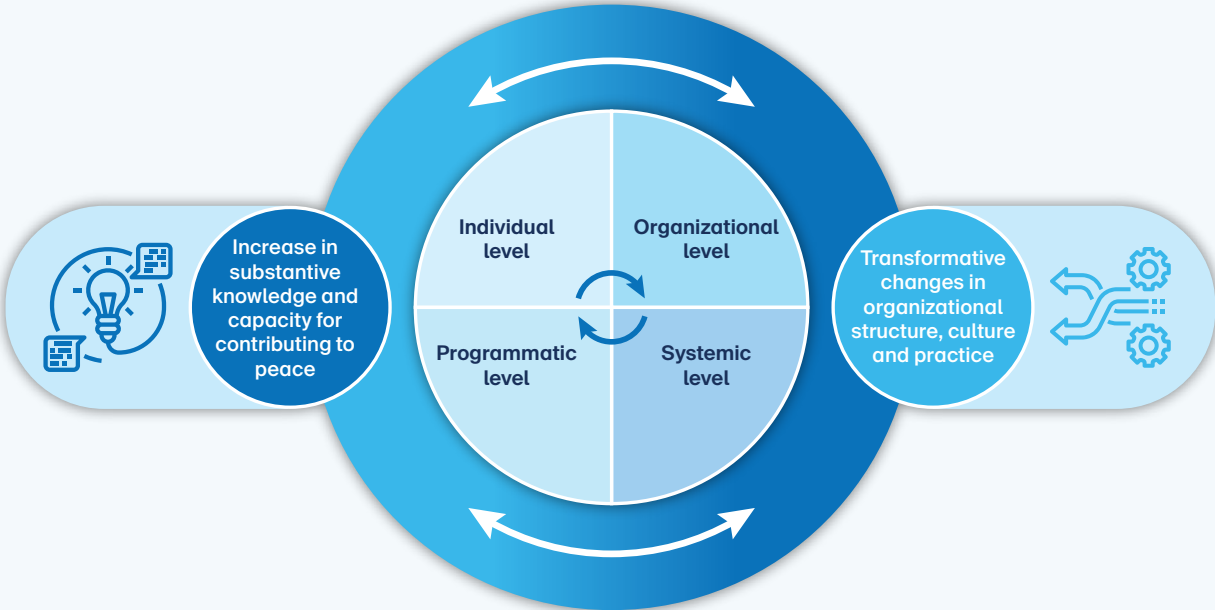 Increase in
substantive
knowledge and
capacity for
contributing to
peace
Individual
level
Organizational
level
Programmatic
level
Systemic
level
Transformative
changes in
organizational
structure, culture
and practice